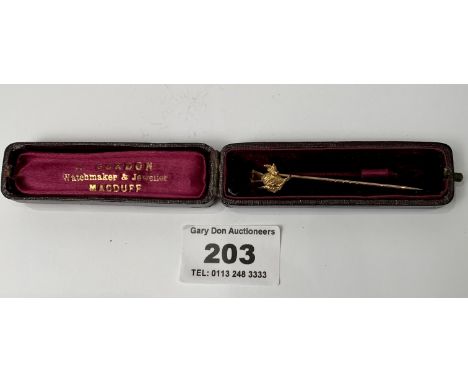 GORDON
Watchmaker & Jeweller
MACDUFF
Gary Don Auctioneers
203
TEL: 0113 248 3333